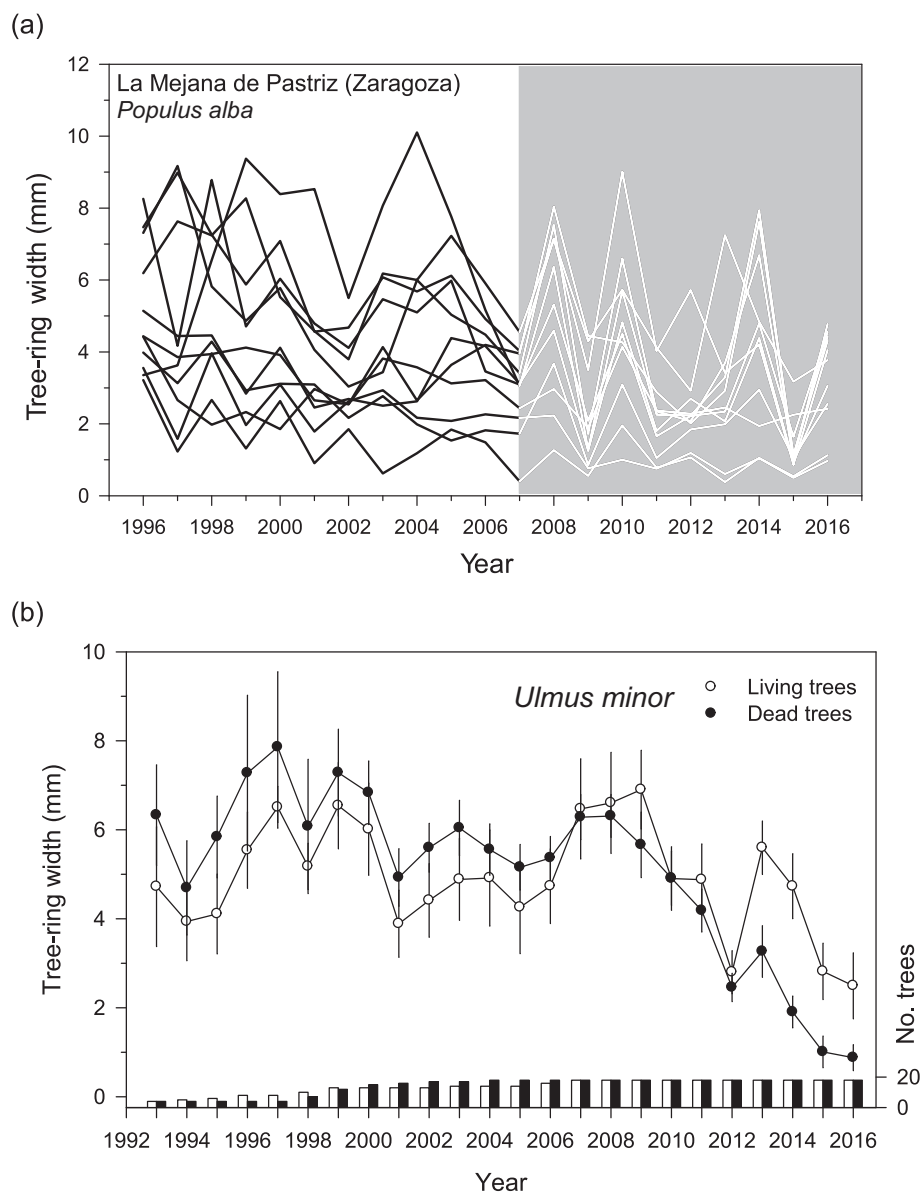 (a)
12
La Mejana de Pastriz (Zaragoza)
Populus alba
10
8
6
4
2
0
Tree-ring width (mm)
1996 1998 2000 2002 2004 2006 2008 2010 2012 2014 2016
Year
(b)
10
Ulmus minor
Living trees
Dead trees
8
6
4
2
0
Tree-ring width (mm)
No. trees
20
0
1992 1994 1996 1998 2000 2002 2004 2006 2008 2010 2012 2014 2016
Year